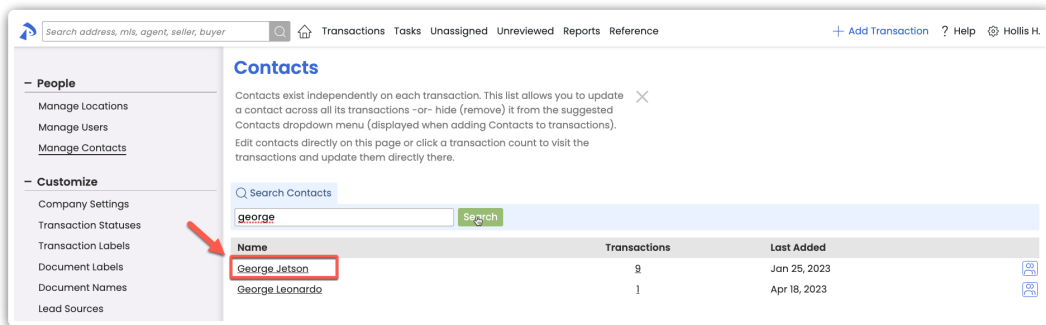 Search address, mls, agent, seller, buyer
Transactions Tasks Unassigned Unreviewed Reports Reference
+ Add Transaction ? Help Hollis H.
− People
Manage Locations
Manage Users
Manage Contacts
− Customize
Company Settings
Transaction Statuses
Transaction Labels
Document Labels
Document Names
Lead Sources
Contacts
Contacts exist independently on each transaction. This list allows you to update
a contact across all its transactions -or- hide (remove) it from the suggested
Contacts dropdown menu (displayed when adding Contacts to transactions).
Edit contacts directly on this page or click a transaction count to visit the
transactions and update them directly there.
Search Contacts
george Search
Name Transactions Last Added
George Jetson 9 Jan 25, 2023
George Leonardo 1 Apr 18, 2023